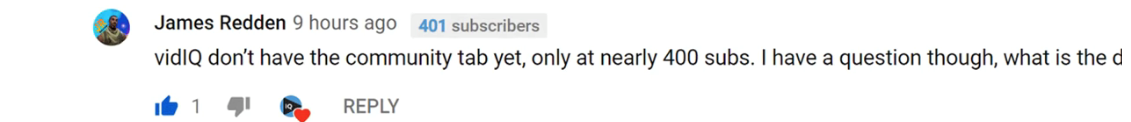 James Redden 9 hours ago 401 subscribers
vidIQ don't have the community tab yet, only at nearly 400 subs. I have a question though, what is the
1 REPLY